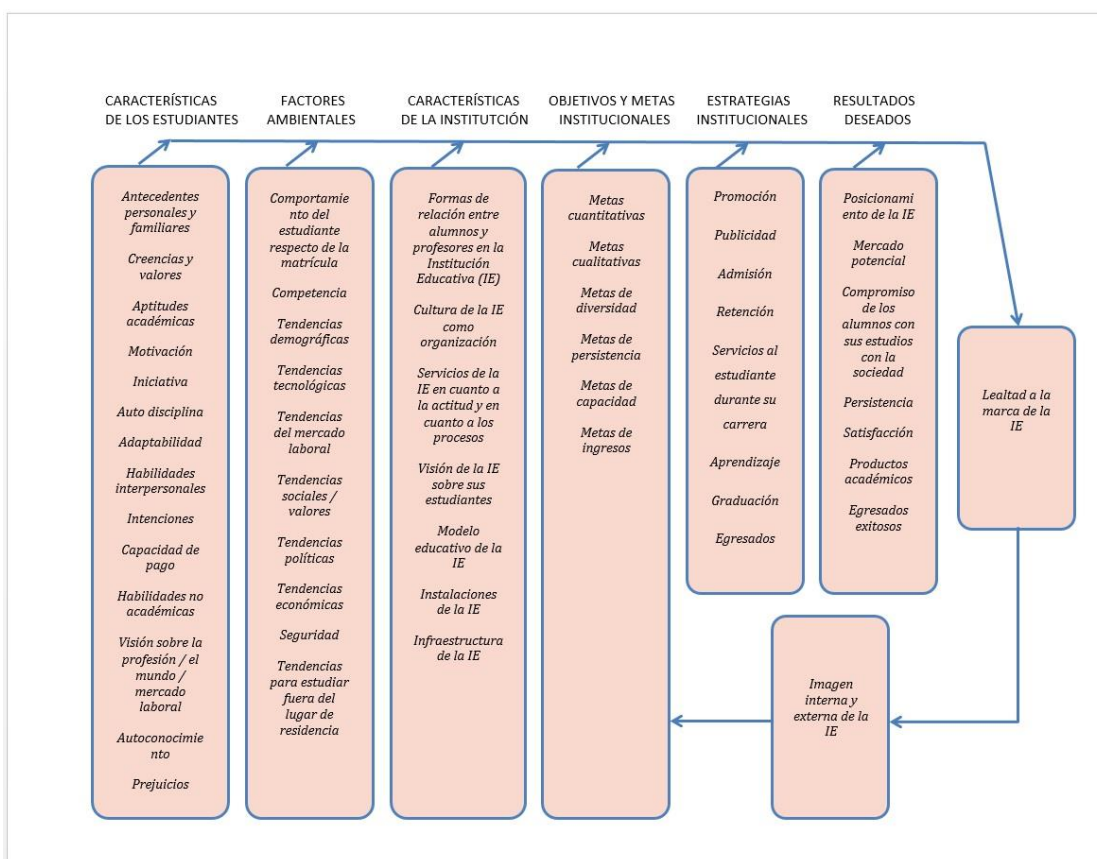 CARACTERÍSTICAS
DE LOS ESTUDIANTES
FACTORES
AMBIENTALES
CARACTERÍSTICAS
DE LA INSTITUTCIÓN
OBJETIVOS Y METAS
INSTITUCIONALES
ESTRATEGIAS
INSTITUCIONALES
RESULTADOS
DESEADOS
Antecedentes
personales y
familiares
Creencias y
valores
Aptitudes
académicas
Motivación
Iniciativa
Auto disciplina
Adaptabilidad
Habilidades
interpersonales
Intenciones
Capacidad de
pago
Habilidades no
académicas
Visión sobre la
profesión / el
mundo /
mercado
laboral
Autoconocimie
nto
Prejuicios
Comportamie
nto del
estudiante
respecto de la
matrícula
Competencia
Tendencias
demográficas
Tendencias
tecnológicas
Tendencias
del mercado
laboral
Tendencias
sociales /
valores
Tendencias
políticas
Tendencias
económicas
Seguridad
Tendencias
para estudiar
fuera del
lugar de
residencia
Formas de
relación entre
alumnos y
profesores en la
Institución
Educativa (IE)
Cultura de la IE
como
organización
Servicios de la
IE en cuanto a
la actitud y en
cuanto a los
procesos
Visión de la IE
sobre sus
estudiantes
Modelo
educativo de la
IE
Instalaciones
de la IE
Infraestructura
de la IE
Metas
cuantitativas
Metas
cualitativas
Metas de
diversidad
Metas de
persistencia
Metas de
capacidad
Metas de
ingresos
Promoción
Publicidad
Admisión
Retención
Servicios al
estudiante
durante su
carrera
Aprendizaje
Graduación
Egresados
Posicionami
ento de la IE
Mercado
potencial
Compromiso
de los
alumnos con
sus estudios
con la
sociedad
Persistencia
Satisfacción
Productos
académicos
Egresados
exitosos
Lealtad a la
marca de la
IE
Imagen
interna y
externa de la
IE